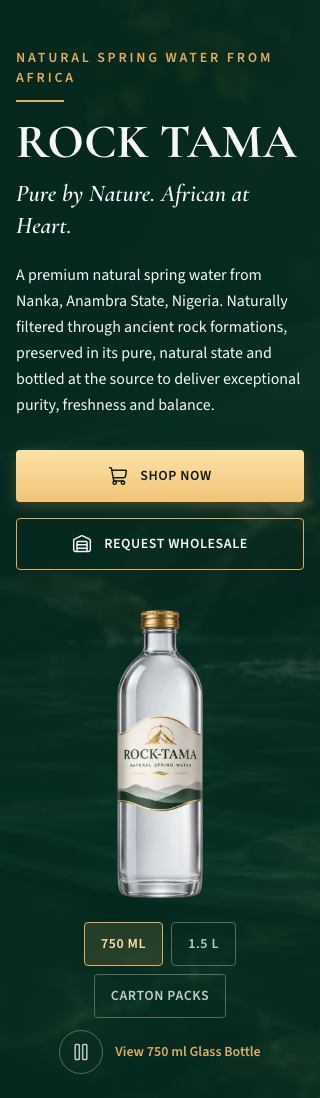 NATURAL SPRING WATER FROM
AFRICA
ROCK TAMA
Pure by Nature. African at
Heart.
A premium natural spring water from
Nanka, Anambra State, Nigeria. Naturally
filtered through ancient rock formations,
preserved in its pure, natural state and
bottled at the source to deliver exceptional
purity, freshness and balance.
SHOP NOW
REQUEST WHOLESALE
ROCK-TAMA
NATURAL SPRING WATER
750 ML
1.5 L
CARTON PACKS
View 750 ml Glass Bottle